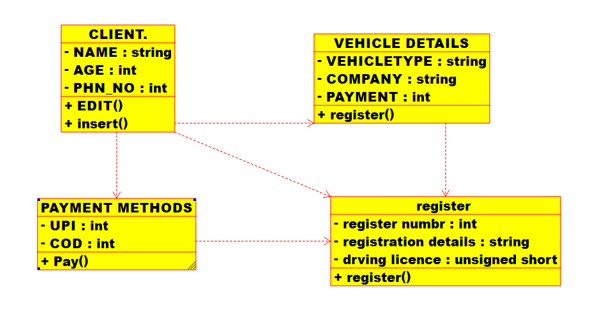 CLIENT.
- NAME : string
- AGE : int
- PHN_NO : int
+ EDIT()
+ insert()
VEHICLE DETAILS
- VEHICLETYPE : string
- COMPANY : string
- PAYMENT : int
+ register()
PAYMENT METHODS
- UPI : int
- COD : int
+ Pay()
register
- register numbr : int
- registration details : string
- drving licence : unsigned short
+ register()